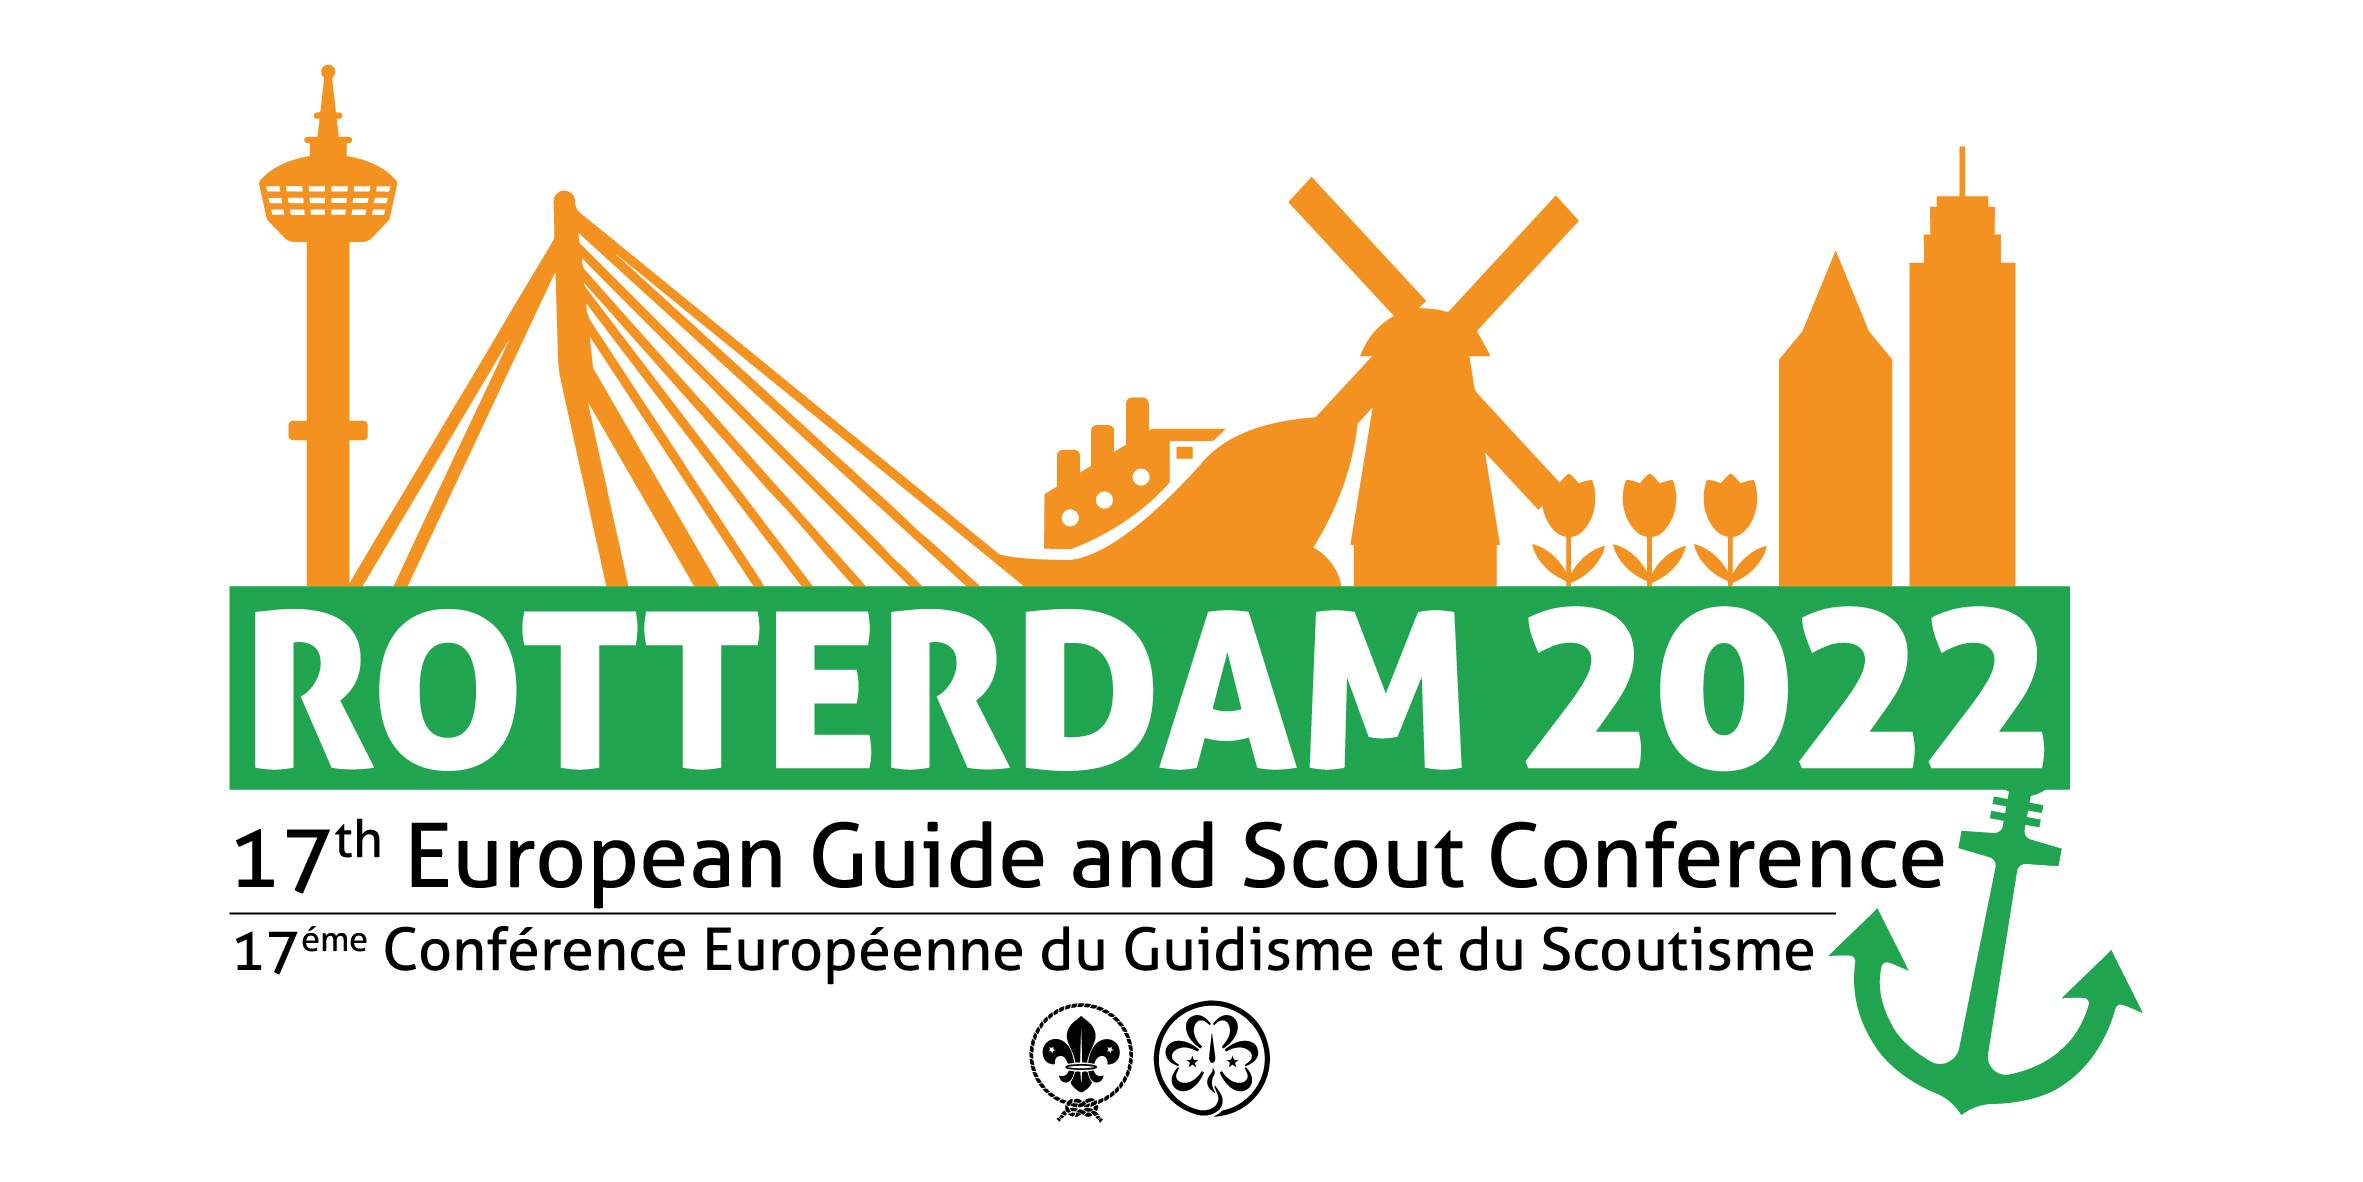 ROTTERDAM 2022
17th European Guide and Scout Conference
17éme Conférence Européenne du Guidisme et du Scoutisme